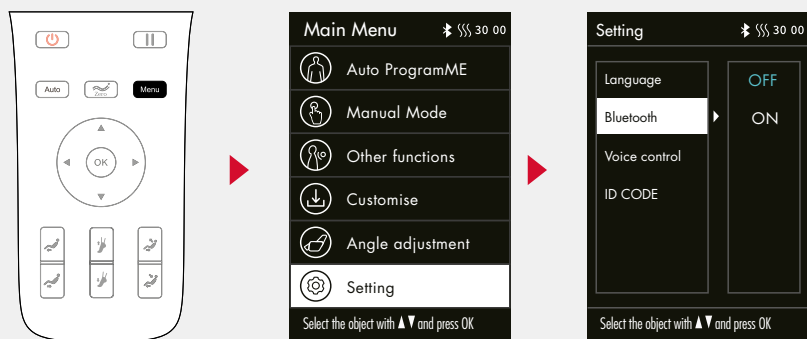 Auto
Zero
Menu
OK
Main Menu 30 00
Auto ProgramME
Manual Mode
Other functions
Customise
Angle adjustment
Setting
Select the object with ▲▼ and press OK
Setting 30 00
Language
OFF
Bluetooth
ON
Voice control
ID CODE
Select the object with ▲▼ and press OK